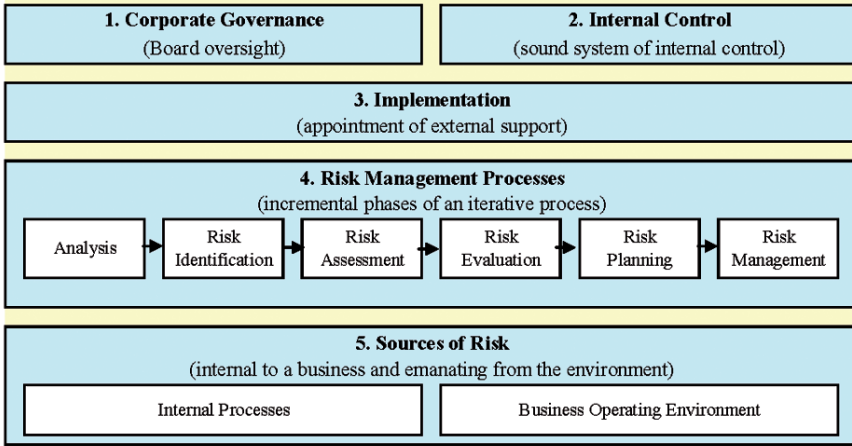 1. Corporate Governance
(Board oversight)
2. Internal Control
(sound system of internal control)
3. Implementation
(appointment of external support)
4. Risk Management Processes
(incremental phases of an iterative process)
Analysis
Risk
Identification
Risk
Assessment
Risk
Evaluation
Risk
Planning
Risk
Management
5. Sources of Risk
(internal to a business and emanating from the environment)
Internal Processes
Business Operating Environment